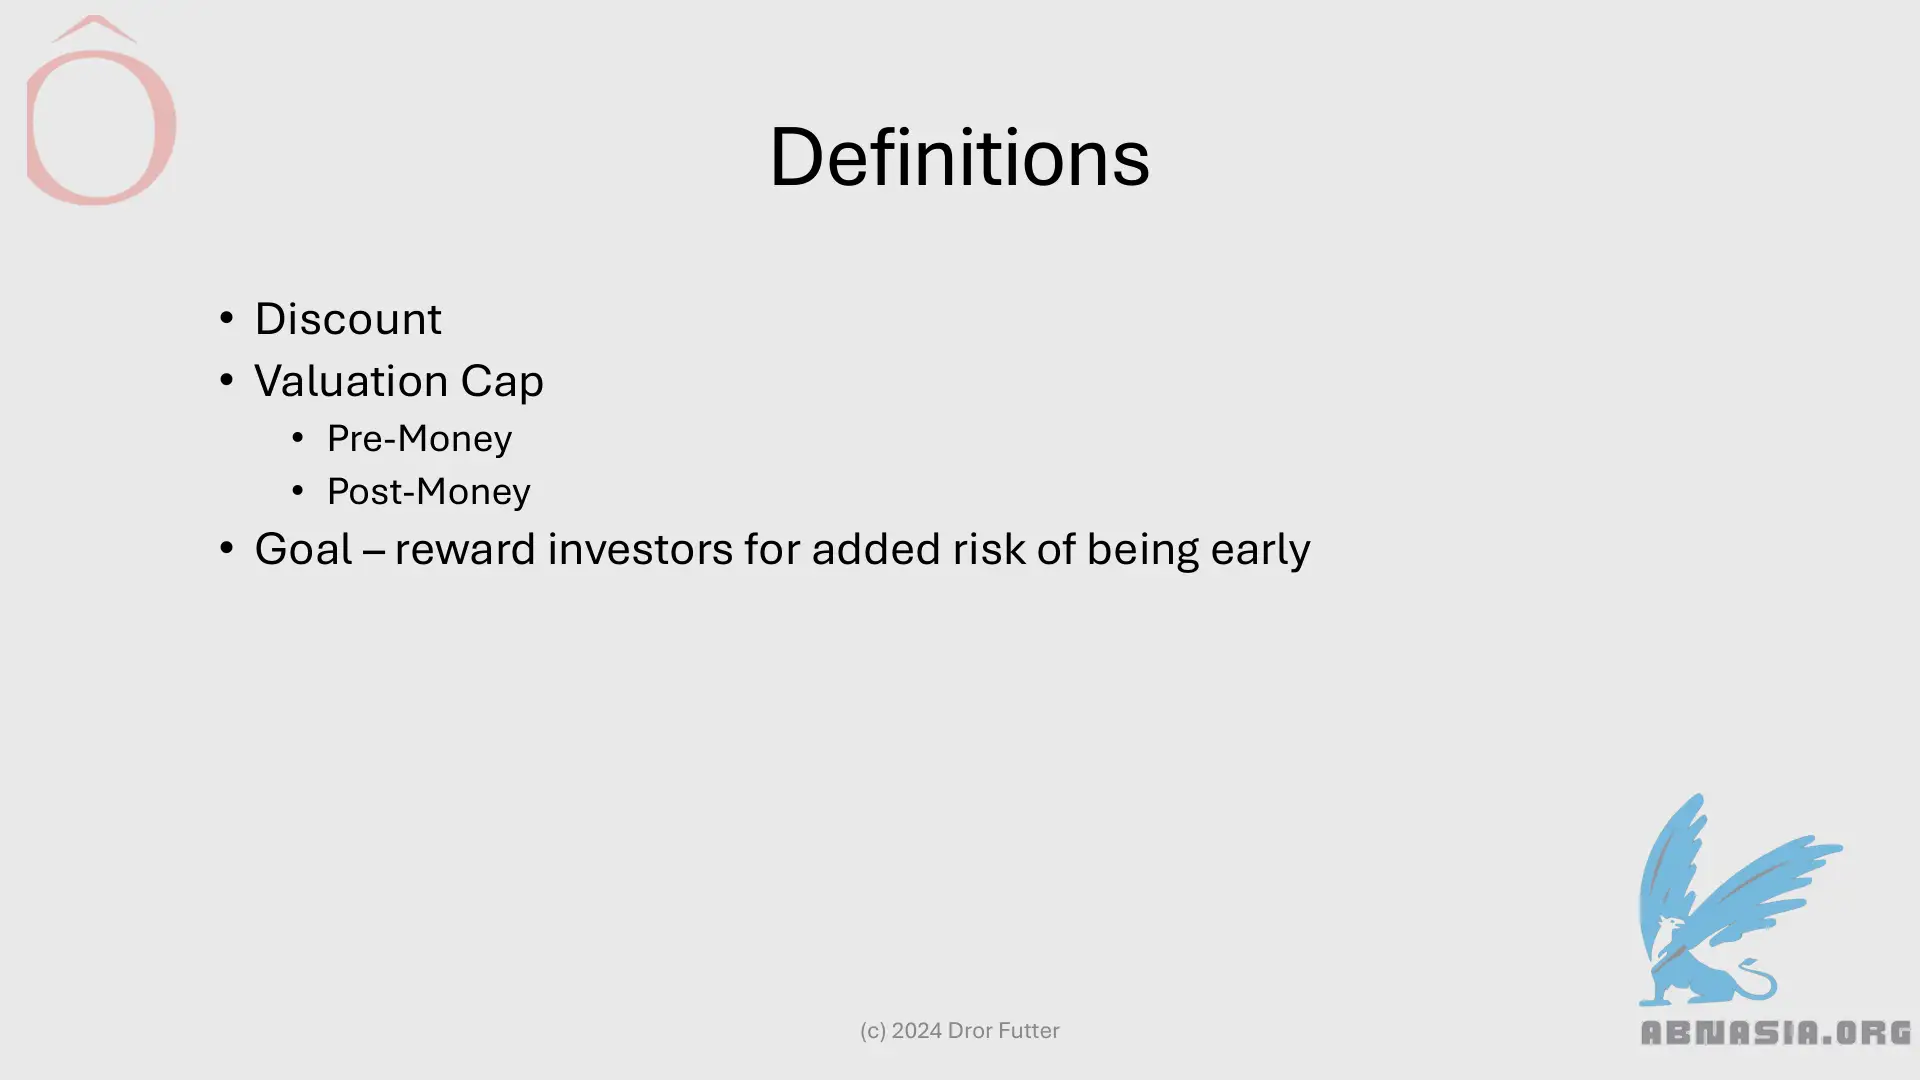 Ô
Definitions
• Discount
• Valuation Cap
• Pre-Money
• Post-Money
• Goal – reward investors for added risk of being early
(c) 2024 Dror Futter
ABNASIA.ORG